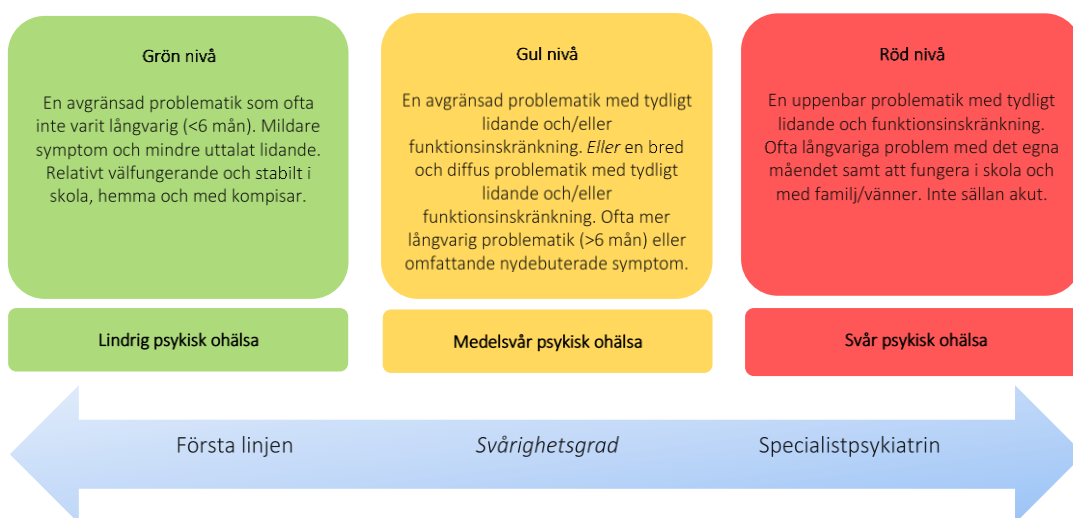 Grön nivå
En avgränsad problematik som ofta
inte varit långvarig (<6 mån). Mildare
symptom och mindre uttalat lidande.
Relativt välfungerande och stabilt i
skola, hemma och med kompisar.
Gul nivå
En avgränsad problematik med tydligt
lidande och/eller
funktionsinskränkning. Eller en bred
och diffus problematik med tydligt
lidande och/eller
funktionsinskränkning. Ofta mer
långvarig problematik (>6 mån) eller
omfattande nydebuterade symptom.
Röd nivå
En uppenbar problematik med tydligt
lidande och funktionsinskränkning.
Ofta långvariga problem med det egna
måendet samt att fungera i skola och
med familj/vänner. Inte sällan akut.
Lindrig psykisk ohälsa
Medelsvår psykisk ohälsa
Svår psykisk ohälsa
Första linjen
Svårighetsgrad
Specialistpsykiatrin